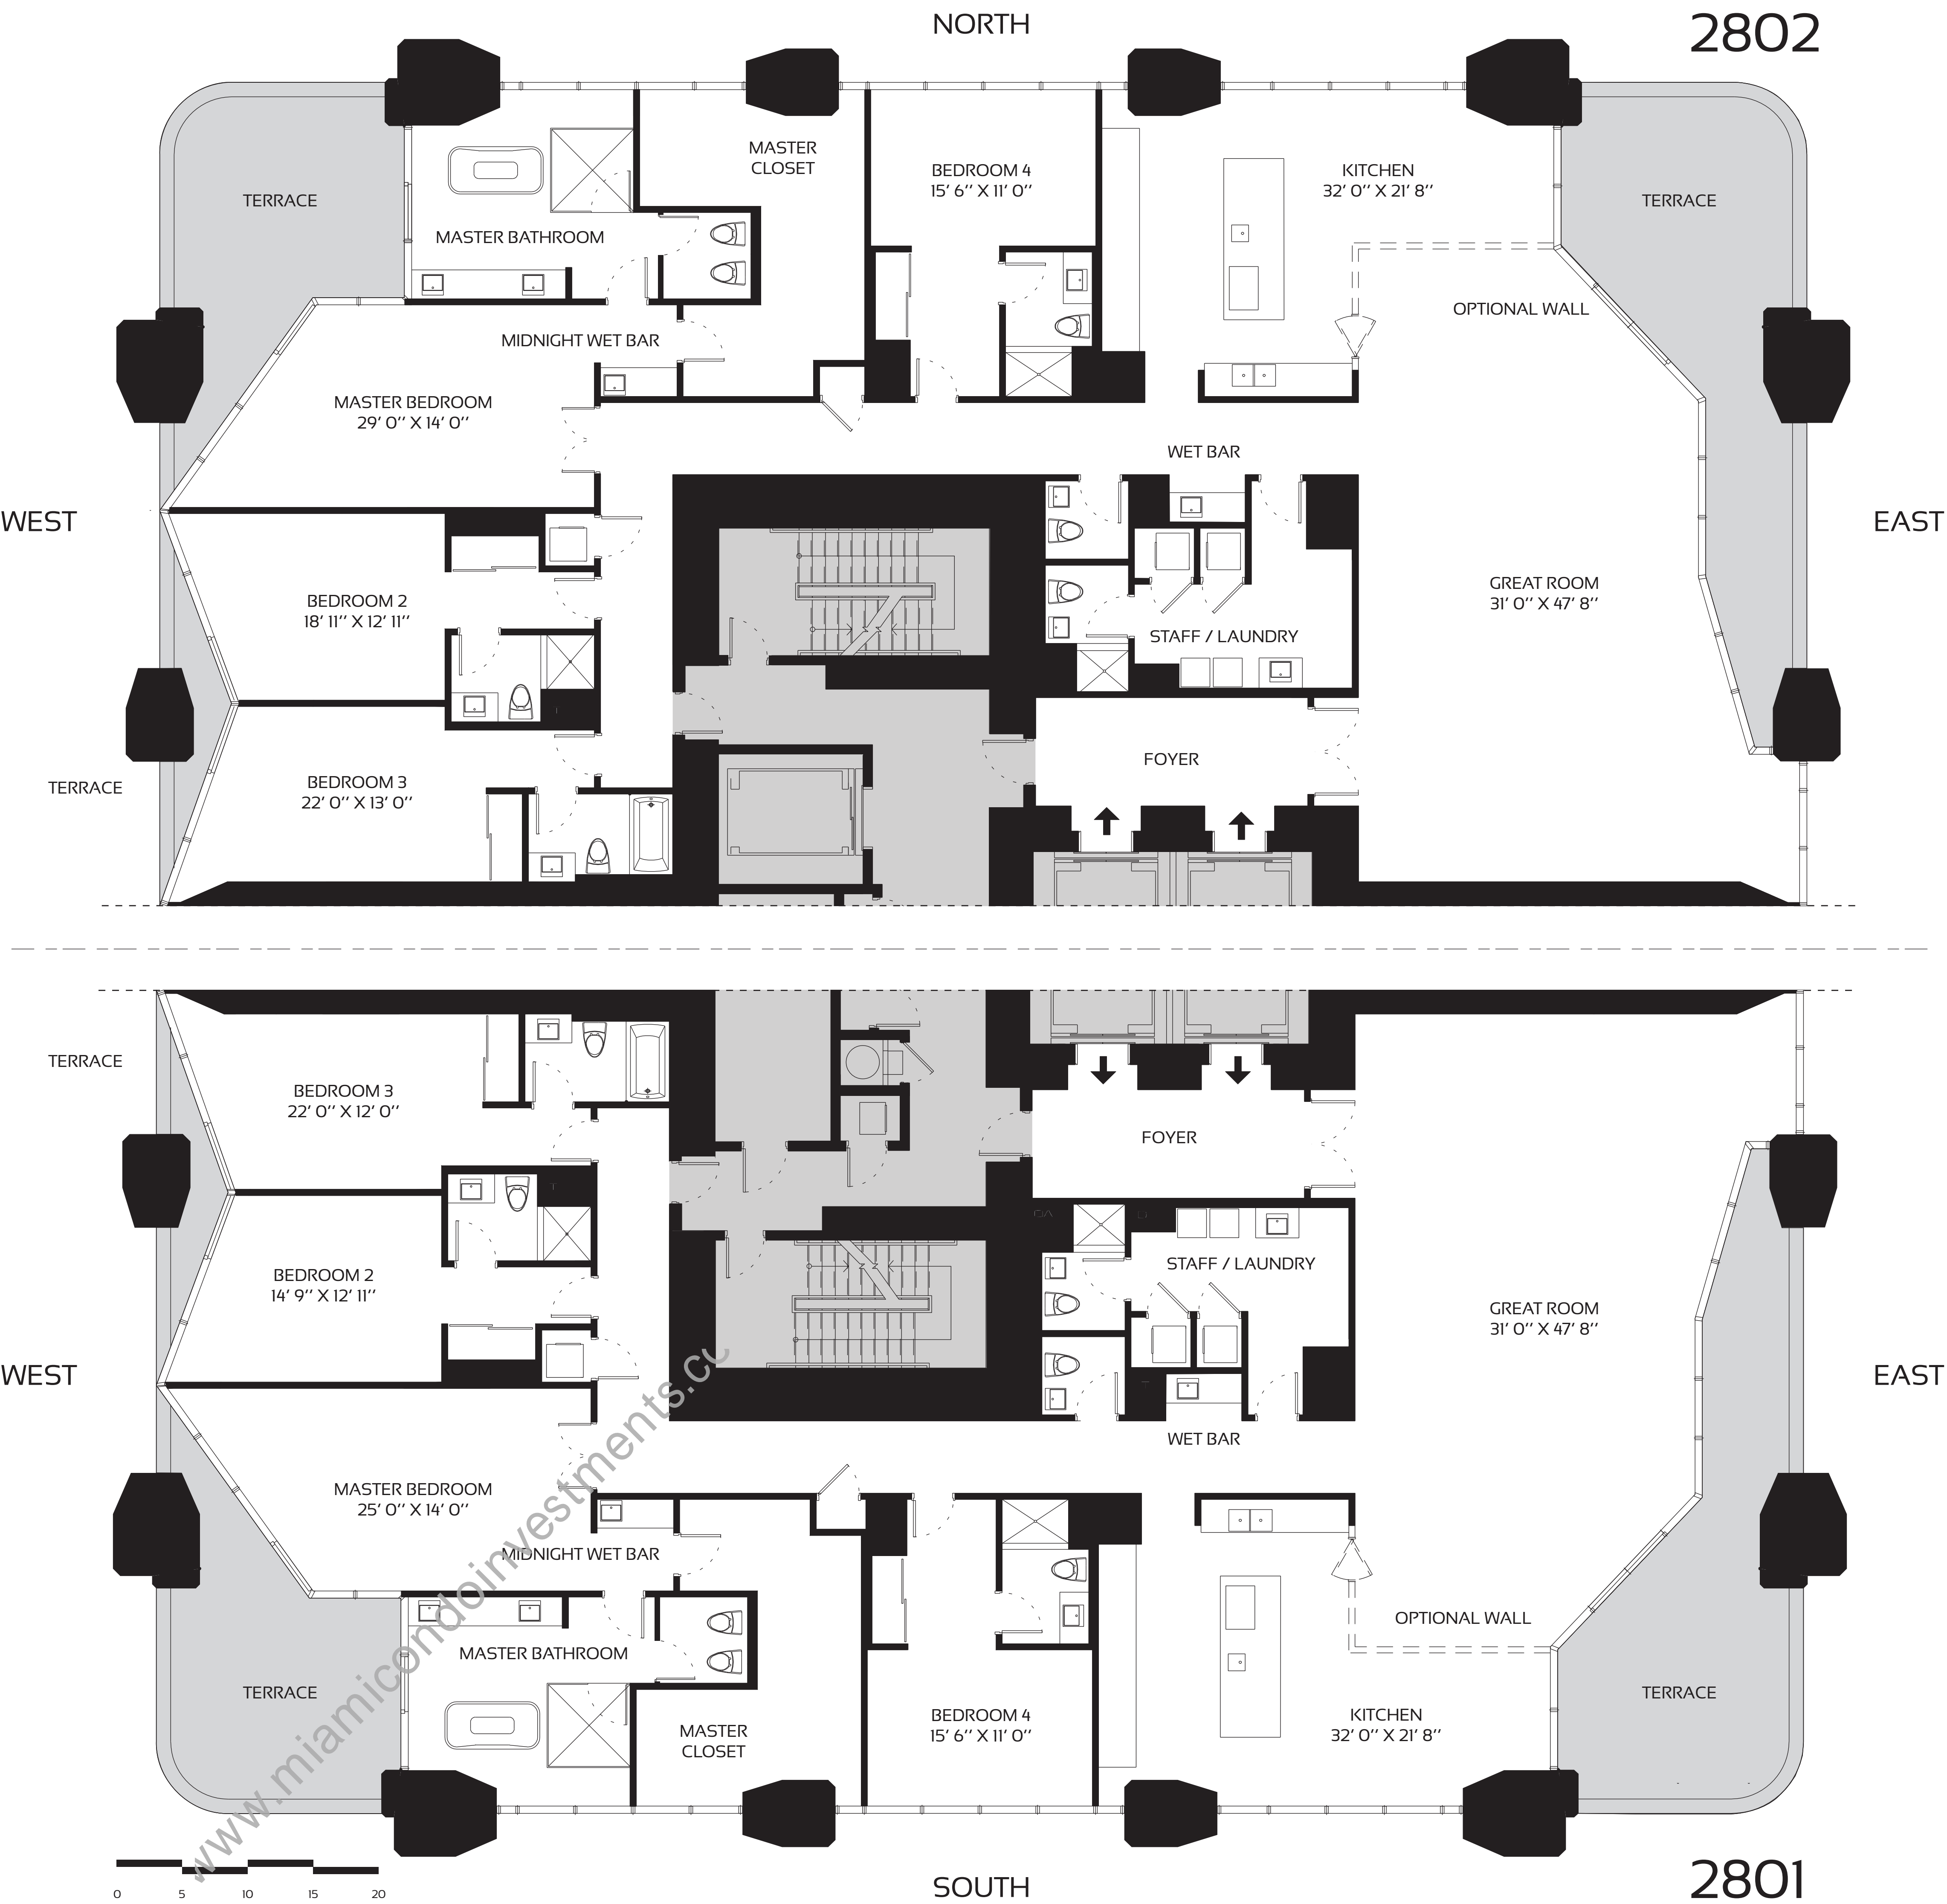 NORTH
2802
MASTER
CLOSET
BEDROOM 4
15' 6'' X 11' 0''
KITCHEN
32' 0'' X 21' 8''
TERRACE
TERRACE
MASTER BATHROOM
OPTIONAL WALL
MIDNIGHT WET BAR
MASTER BEDROOM
29' 0'' X 14' 0''
WET BAR
WEST
EAST
GREAT ROOM
31' 0'' X 47' 8''
BEDROOM 2
18' 11'' X 12' 11''
STAFF / LAUNDRY
FOYER
BEDROOM 3
22' 0'' X 13' 0''
TERRACE
TERRACE
BEDROOM 3
22' 0'' X 12' 0''
FOYER
STAFF / LAUNDRY
BEDROOM 2
14' 9'' X 12' 11''
GREAT ROOM
31' 0'' X 47' 8''
WEST
EAST
WET BAR
MASTER BEDROOM
25' 0'' X 14' 0''
MIDNIGHT WET BAR
OPTIONAL WALL
MASTER BATHROOM
TERRACE
TERRACE
MASTER
CLOSET
BEDROOM 4
15' 6'' X 11' 0''
KITCHEN
32' 0'' X 21' 8''
www.miamicondoinvestments.cc
0 5 10 15 20
SOUTH
2801